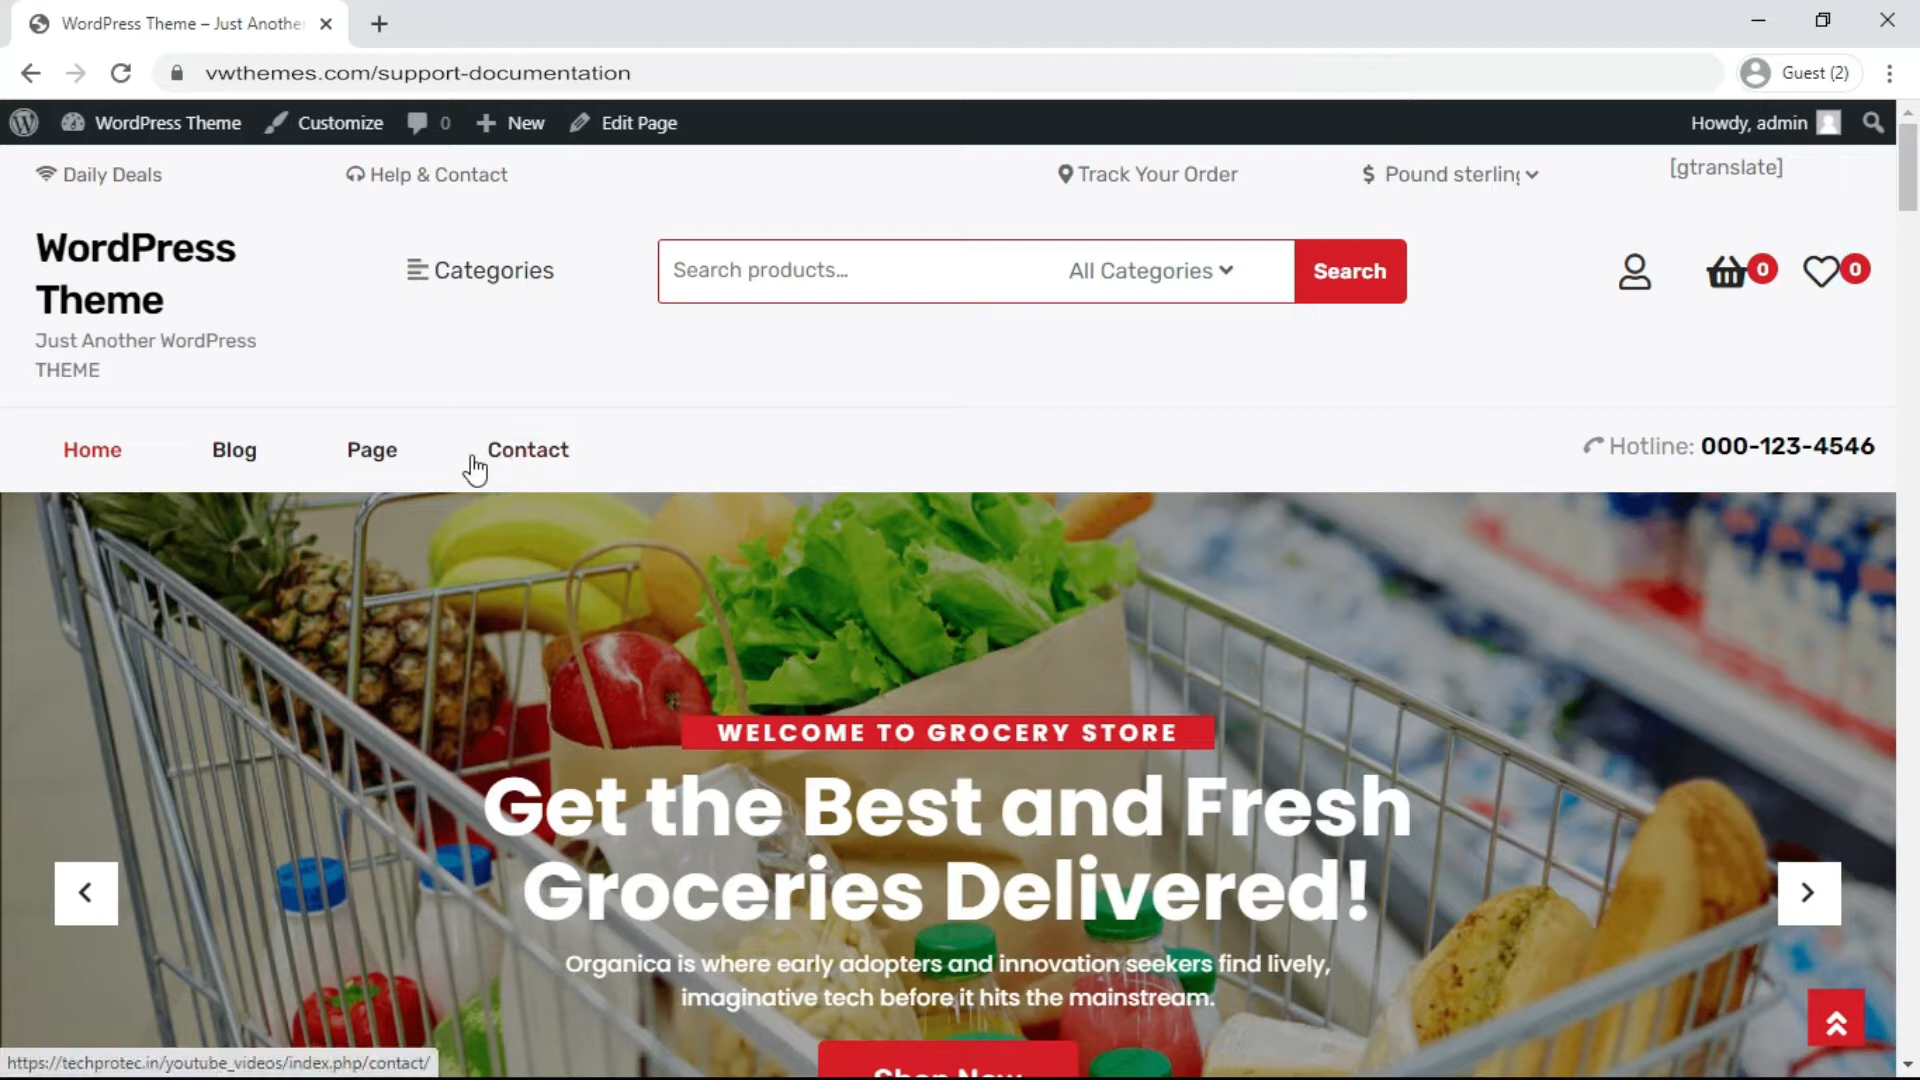 WordPress Theme – Just Anothe
vwthemes.com/support-documentation
Guest (2)
WordPress Theme
Customize
0
New
Edit Page
Howdy, admin
Daily Deals
Help & Contact
Track Your Order
$ Pound sterling
[gtranslate]
WordPress
Theme
Just Another WordPress
THEME
Categories
Search products...
All Categories
Search
0
0
Home
Blog
Page
Contact
Hotline: 000-123-4546
WELCOME TO GROCERY STORE
Get the Best and Fresh
Groceries Delivered!
Organica is where early adopters and innovation seekers find lively,
imaginative tech before it hits the mainstream.
Shop Now
https://techprotec.in/youtube_videos/index.php/contact/